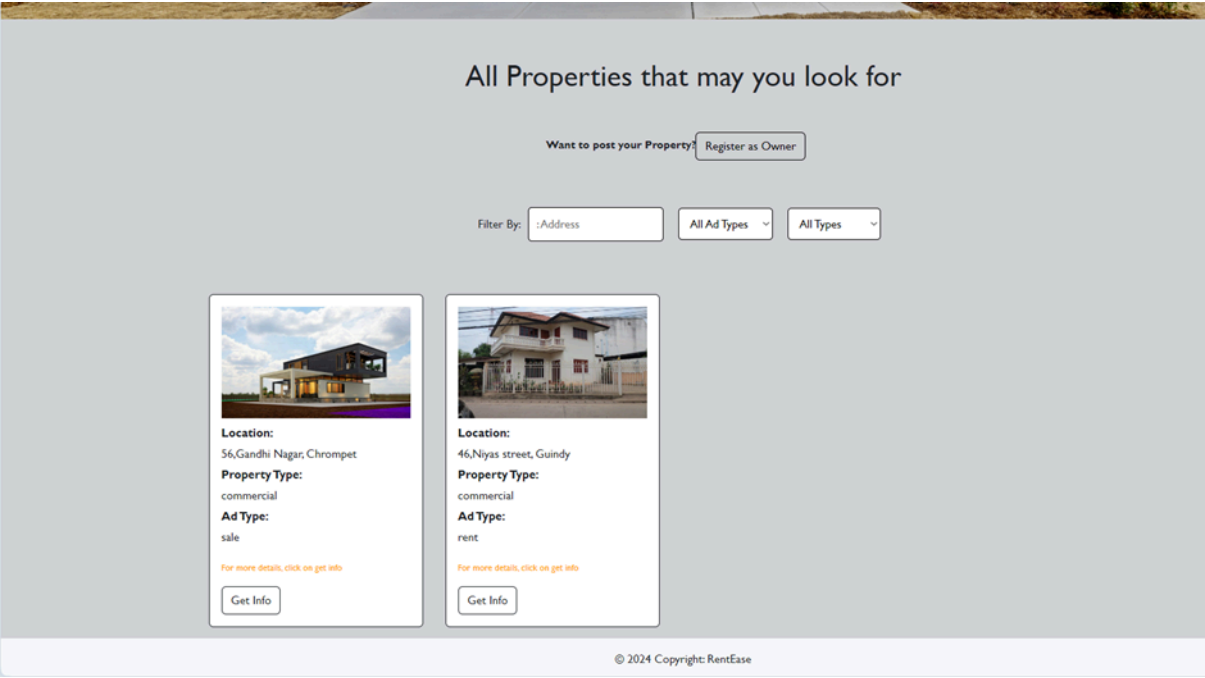 All Properties that may you look for
Want to post your Property? Register as Owner
Filter By: :Address All Ad Types All Types
Location:
56,Gandhi Nagar, Chrompet
Property Type:
commercial
Ad Type:
sale
For more details, click on get info
Get Info
Location:
46,Niyas street, Guindy
Property Type:
commercial
Ad Type:
rent
For more details, click on get info
Get Info
© 2024 Copyright: RentEase